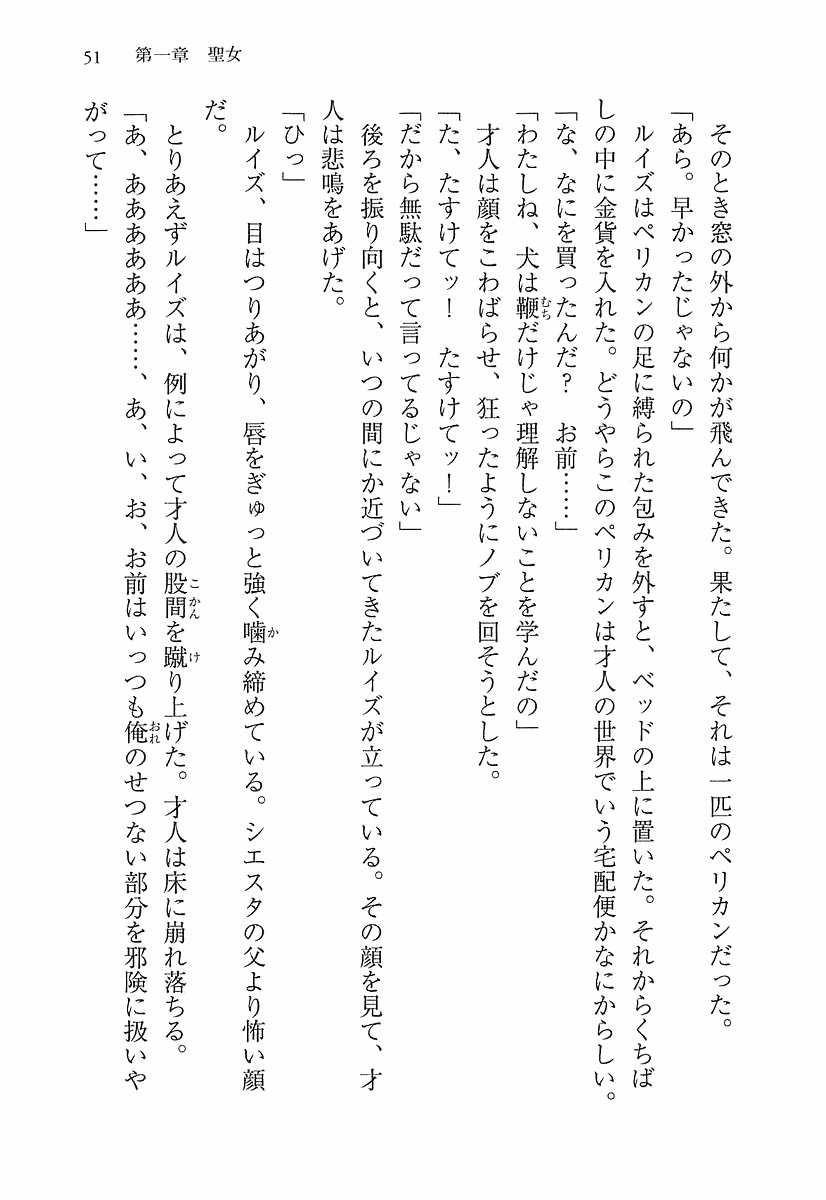 51　第一章　聖女
　そのとき窓の外から何かが飛んできた。果たして、それは一匹のペリカンだった。
「あら。早かったじゃないの」
　ルイズはペリカンの足に縛られた包みを外すと、ベッドの上に置いた。それからくちば
しの中に金貨を入れた。どうやらこのペリカンは才人の世界でいう宅配便かなにからしい。
「な、なにを買ったんだ？　お前……」
「わたしね、犬は鞭だけじゃ理解しないことを学んだの」
　才人は顔をこわばらせ、狂ったようにノブを回そうとした。
「た、たすけてッ！　たすけてッ！」
「だから無駄だって言ってるじゃない」
　後ろを振り向くと、いつの間にか近づいてきたルイズが立っている。その顔を見て、才
人は悲鳴をあげた。
「ひっ」
　ルイズ、目はつりあがり、唇をぎゅっと強く噛み締めている。シエスタの父より怖い顔
だ。
　とりあえずルイズは、例によって才人の股間を蹴り上げた。才人は床に崩れ落ちる。
「あ、ああああああ……、あ、い、お、お前はいっつも俺のせつない部分を邪険に扱いや
がって……」